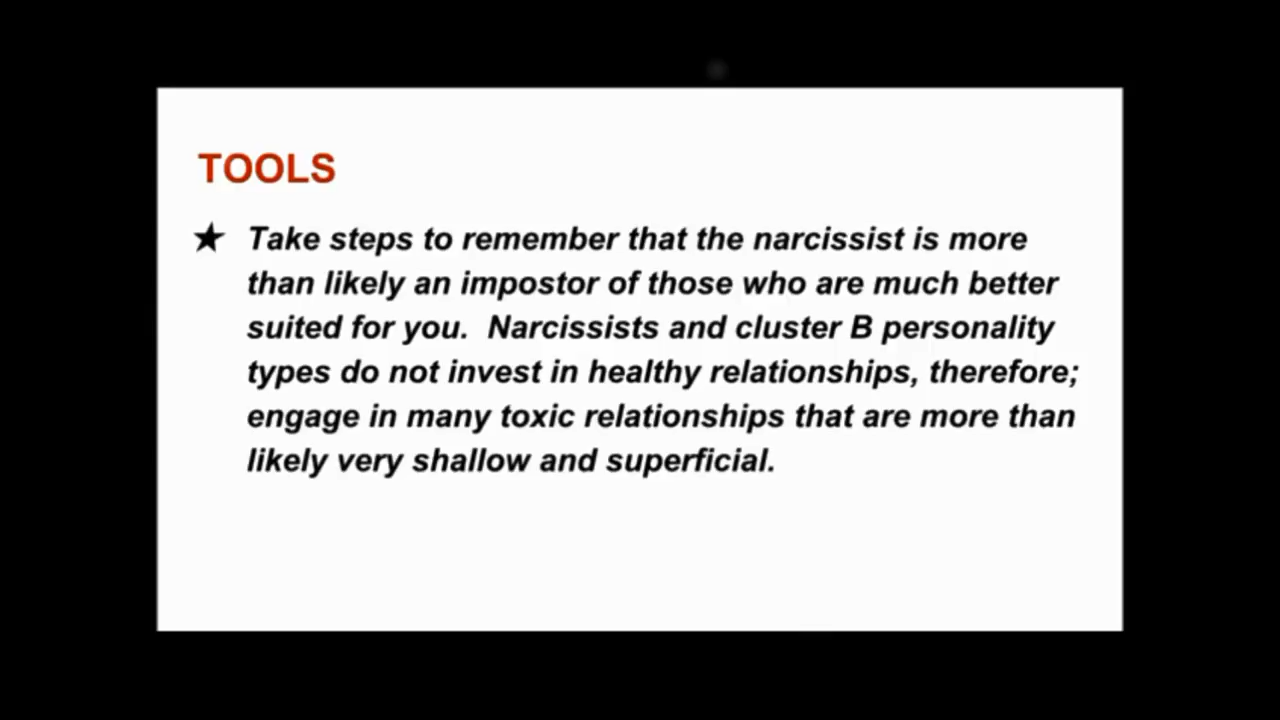 TOOLS
★ Take steps to remember that the narcissist is more
than likely an impostor of those who are much better
suited for you.  Narcissists and cluster B personality
types do not invest in healthy relationships, therefore;
engage in many toxic relationships that are more than
likely very shallow and superficial.